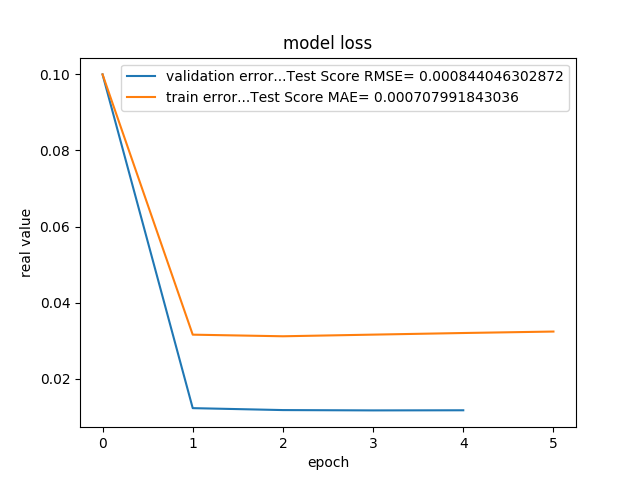 model loss
validation error...Test Score RMSE= 0.000844046302872
train error...Test Score MAE= 0.000707991843036
0.10
0.08
0.06
0.04
0.02
real value
0
1
2
3
4
5
epoch